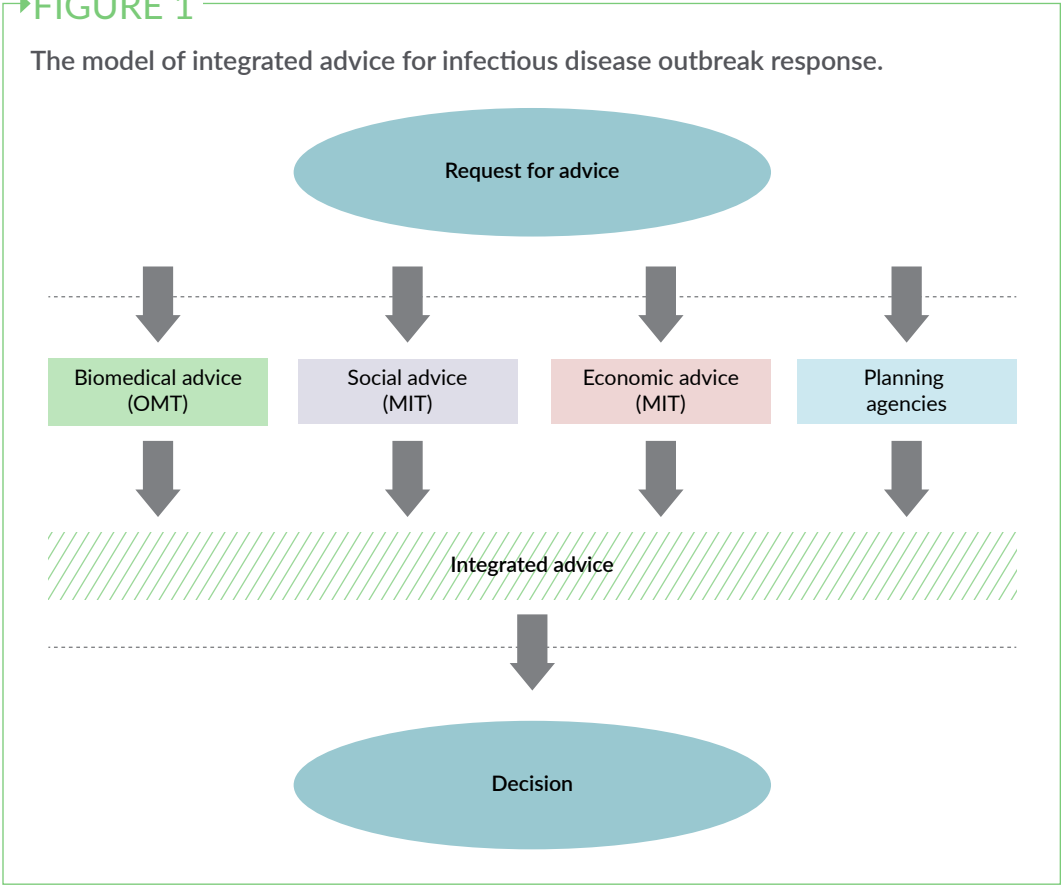 FIGURE 1
The model of integrated advice for infectious disease outbreak response.
Request for advice
Biomedical advice
(OMT)
Social advice
(MIT)
Economic advice
(MIT)
Planning
agencies
Integrated advice
Decision